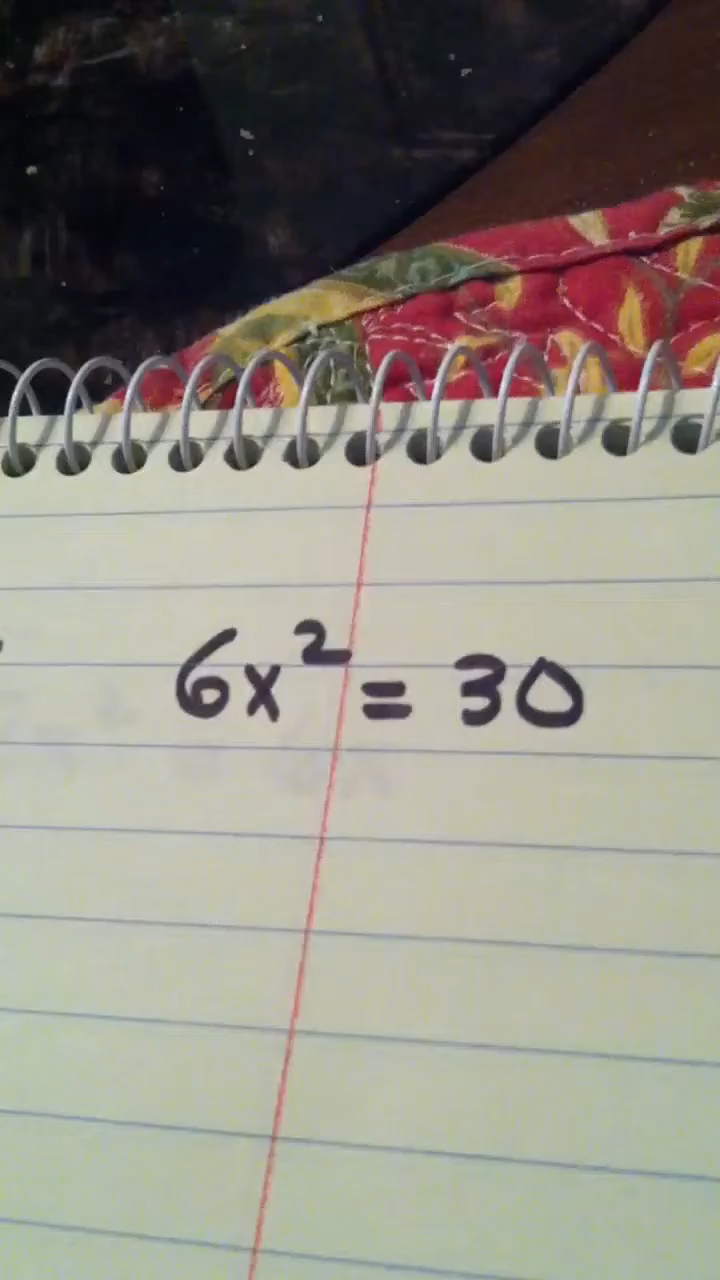 6x² = 30